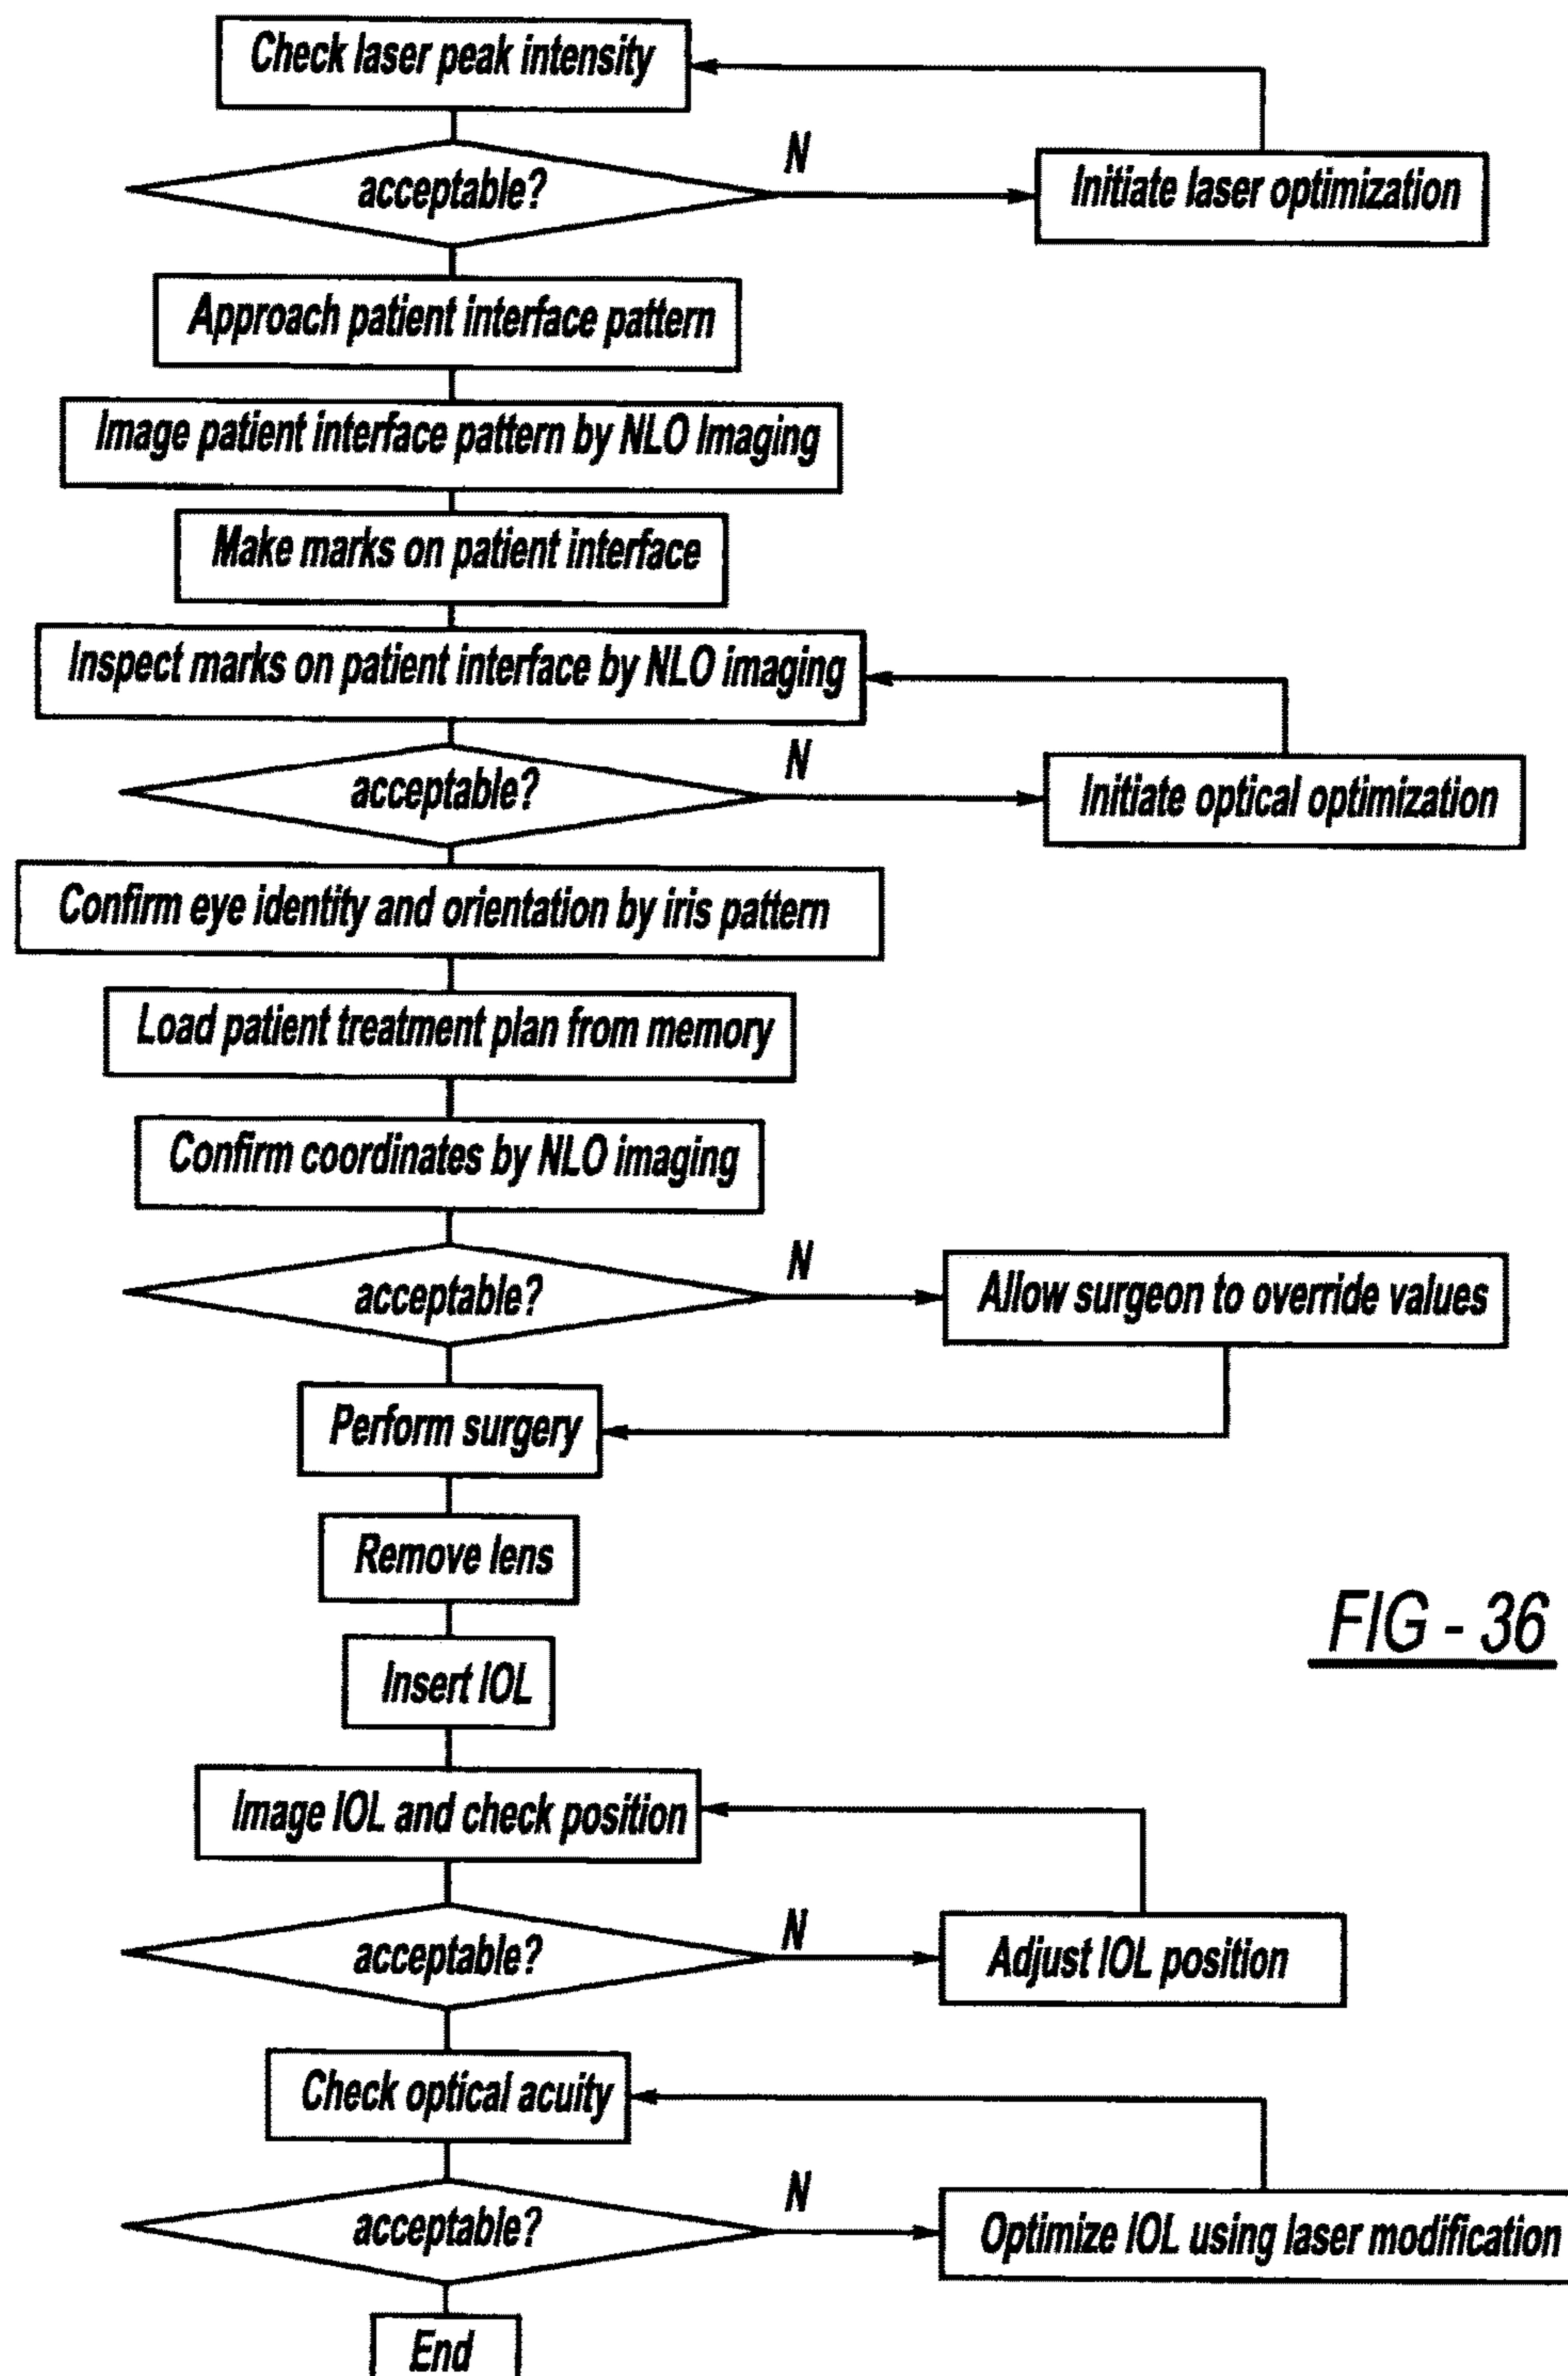 Check laser peak intensity
N
acceptable?
Initiate laser optimization
Approach patient interface pattern
Image patient interface pattern by NLO Imaging
Make marks on patient interface
Inspect marks on patient interface by NLO imaging
N
acceptable?
Initiate optical optimization
Confirm eye identity and orientation by iris pattern
Load patient treatment plan from memory
Confirm coordinates by NLO imaging
N
acceptable?
Allow surgeon to override values
Perform surgery
Remove lens
FIG - 36
Insert IOL
Image IOL and check position
N
acceptable?
Adjust IOL position
Check optical acuity
N
acceptable?
Optimize IOL using laser modification
End